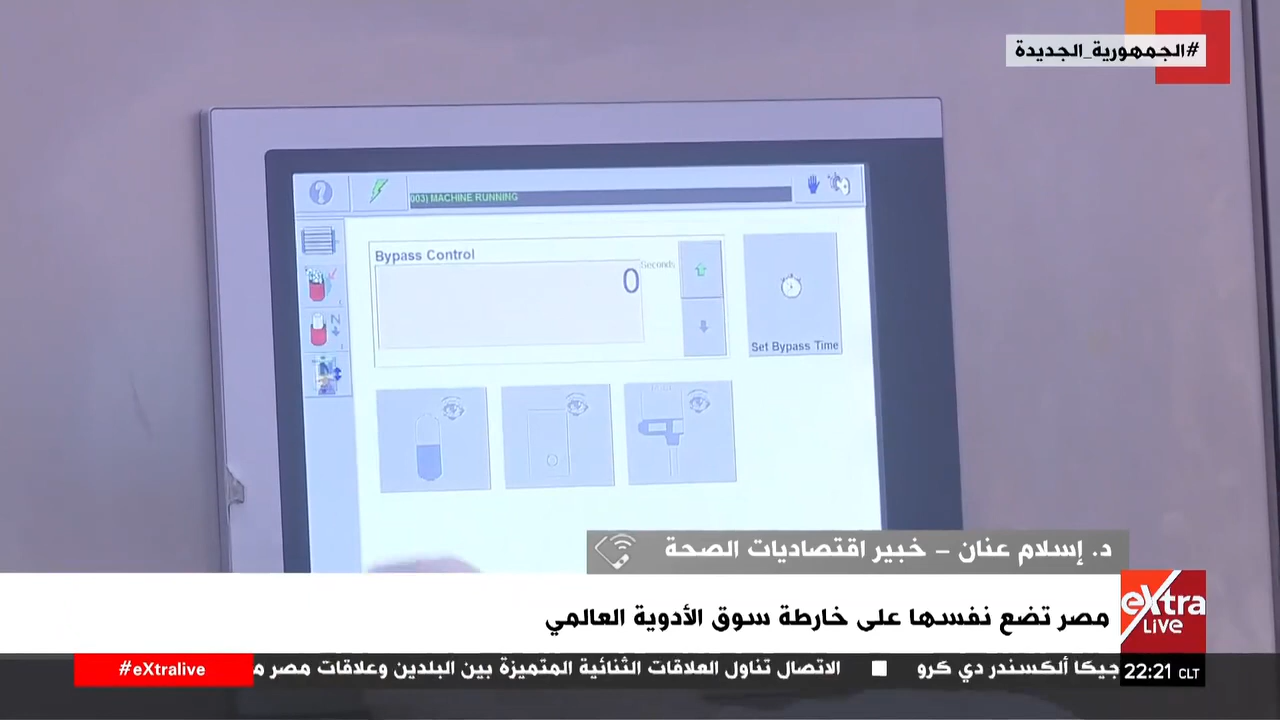 #الجمهورية_الجديدة
003) MACHINE RUNNING
Bypass Control
Seconds
0
Set Bypass Time
N
د. إسلام عنان – خبير اقتصاديات الصحة
مصر تضع نفسها على خارطة سوق الأدوية العالمي
eXtra
LIVE
جيكا ألكسندر دي كرو ■ الاتصال تناول العلاقات الثنائية المتميزة بين البلدين وعلاقات مصر م
#eXtralive
22:21 CLT